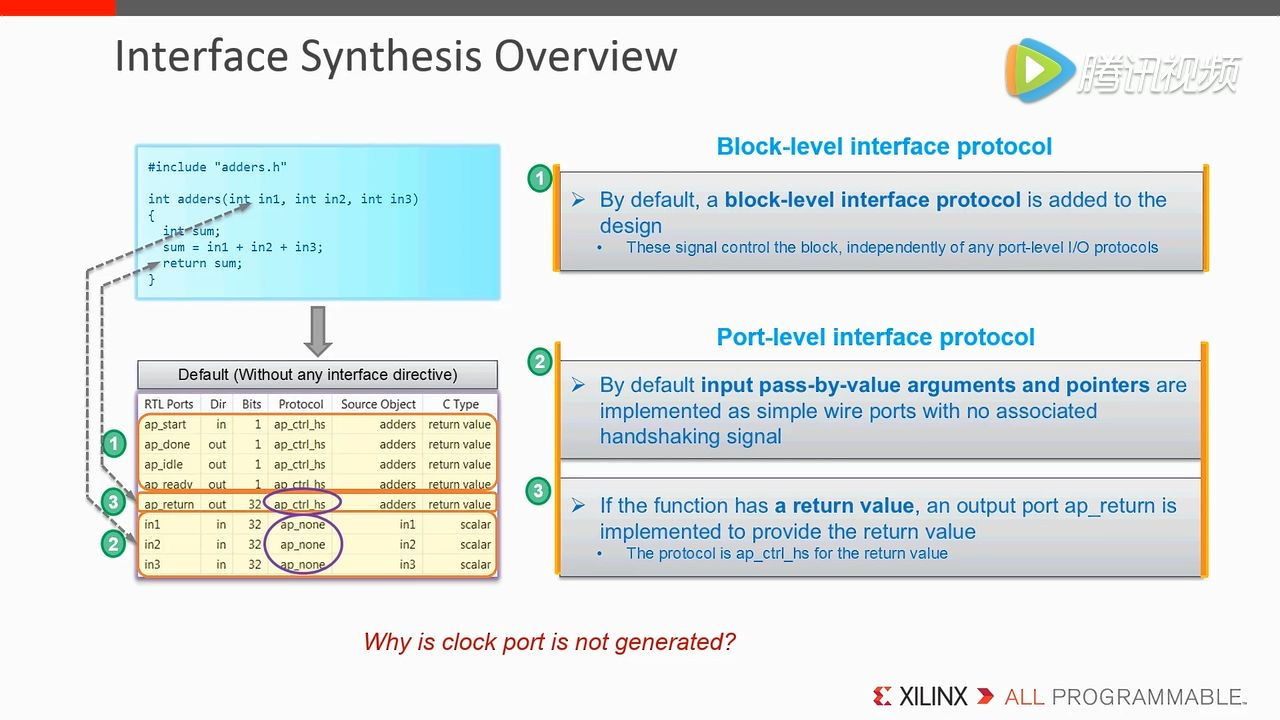 Interface Synthesis Overview
腾讯视频
#include "adders.h"
int adders(int in1, int in2, int in3)
{
int sum;
sum = in1 + in2 + in3;
return sum;
}
Default (Without any interface directive)
RTL Ports Dir Bits Protocol Source Object C Type
ap_start in 1 ap_ctrl_hs adders return value
1 ap_done out 1 ap_ctrl_hs adders return value
ap_idle out 1 ap_ctrl_hs adders return value
ap_ready out 1 ap_ctrl_hs adders return value
3 ap_return out 32 ap_ctrl_hs adders return value
in1 in 32 ap_none in1 scalar
2 in2 in 32 ap_none in2 scalar
in3 in 32 ap_none in3 scalar
Block-level interface protocol
1
➢ By default, a block-level interface protocol is added to the
design
• These signal control the block, independently of any port-level I/O protocols
Port-level interface protocol
2
➢ By default input pass-by-value arguments and pointers are
implemented as simple wire ports with no associated
handshaking signal
3
➢ If the function has a return value, an output port ap_return is
implemented to provide the return value
• The protocol is ap_ctrl_hs for the return value
Why is clock port is not generated?
XILINX ALL PROGRAMMABLE™